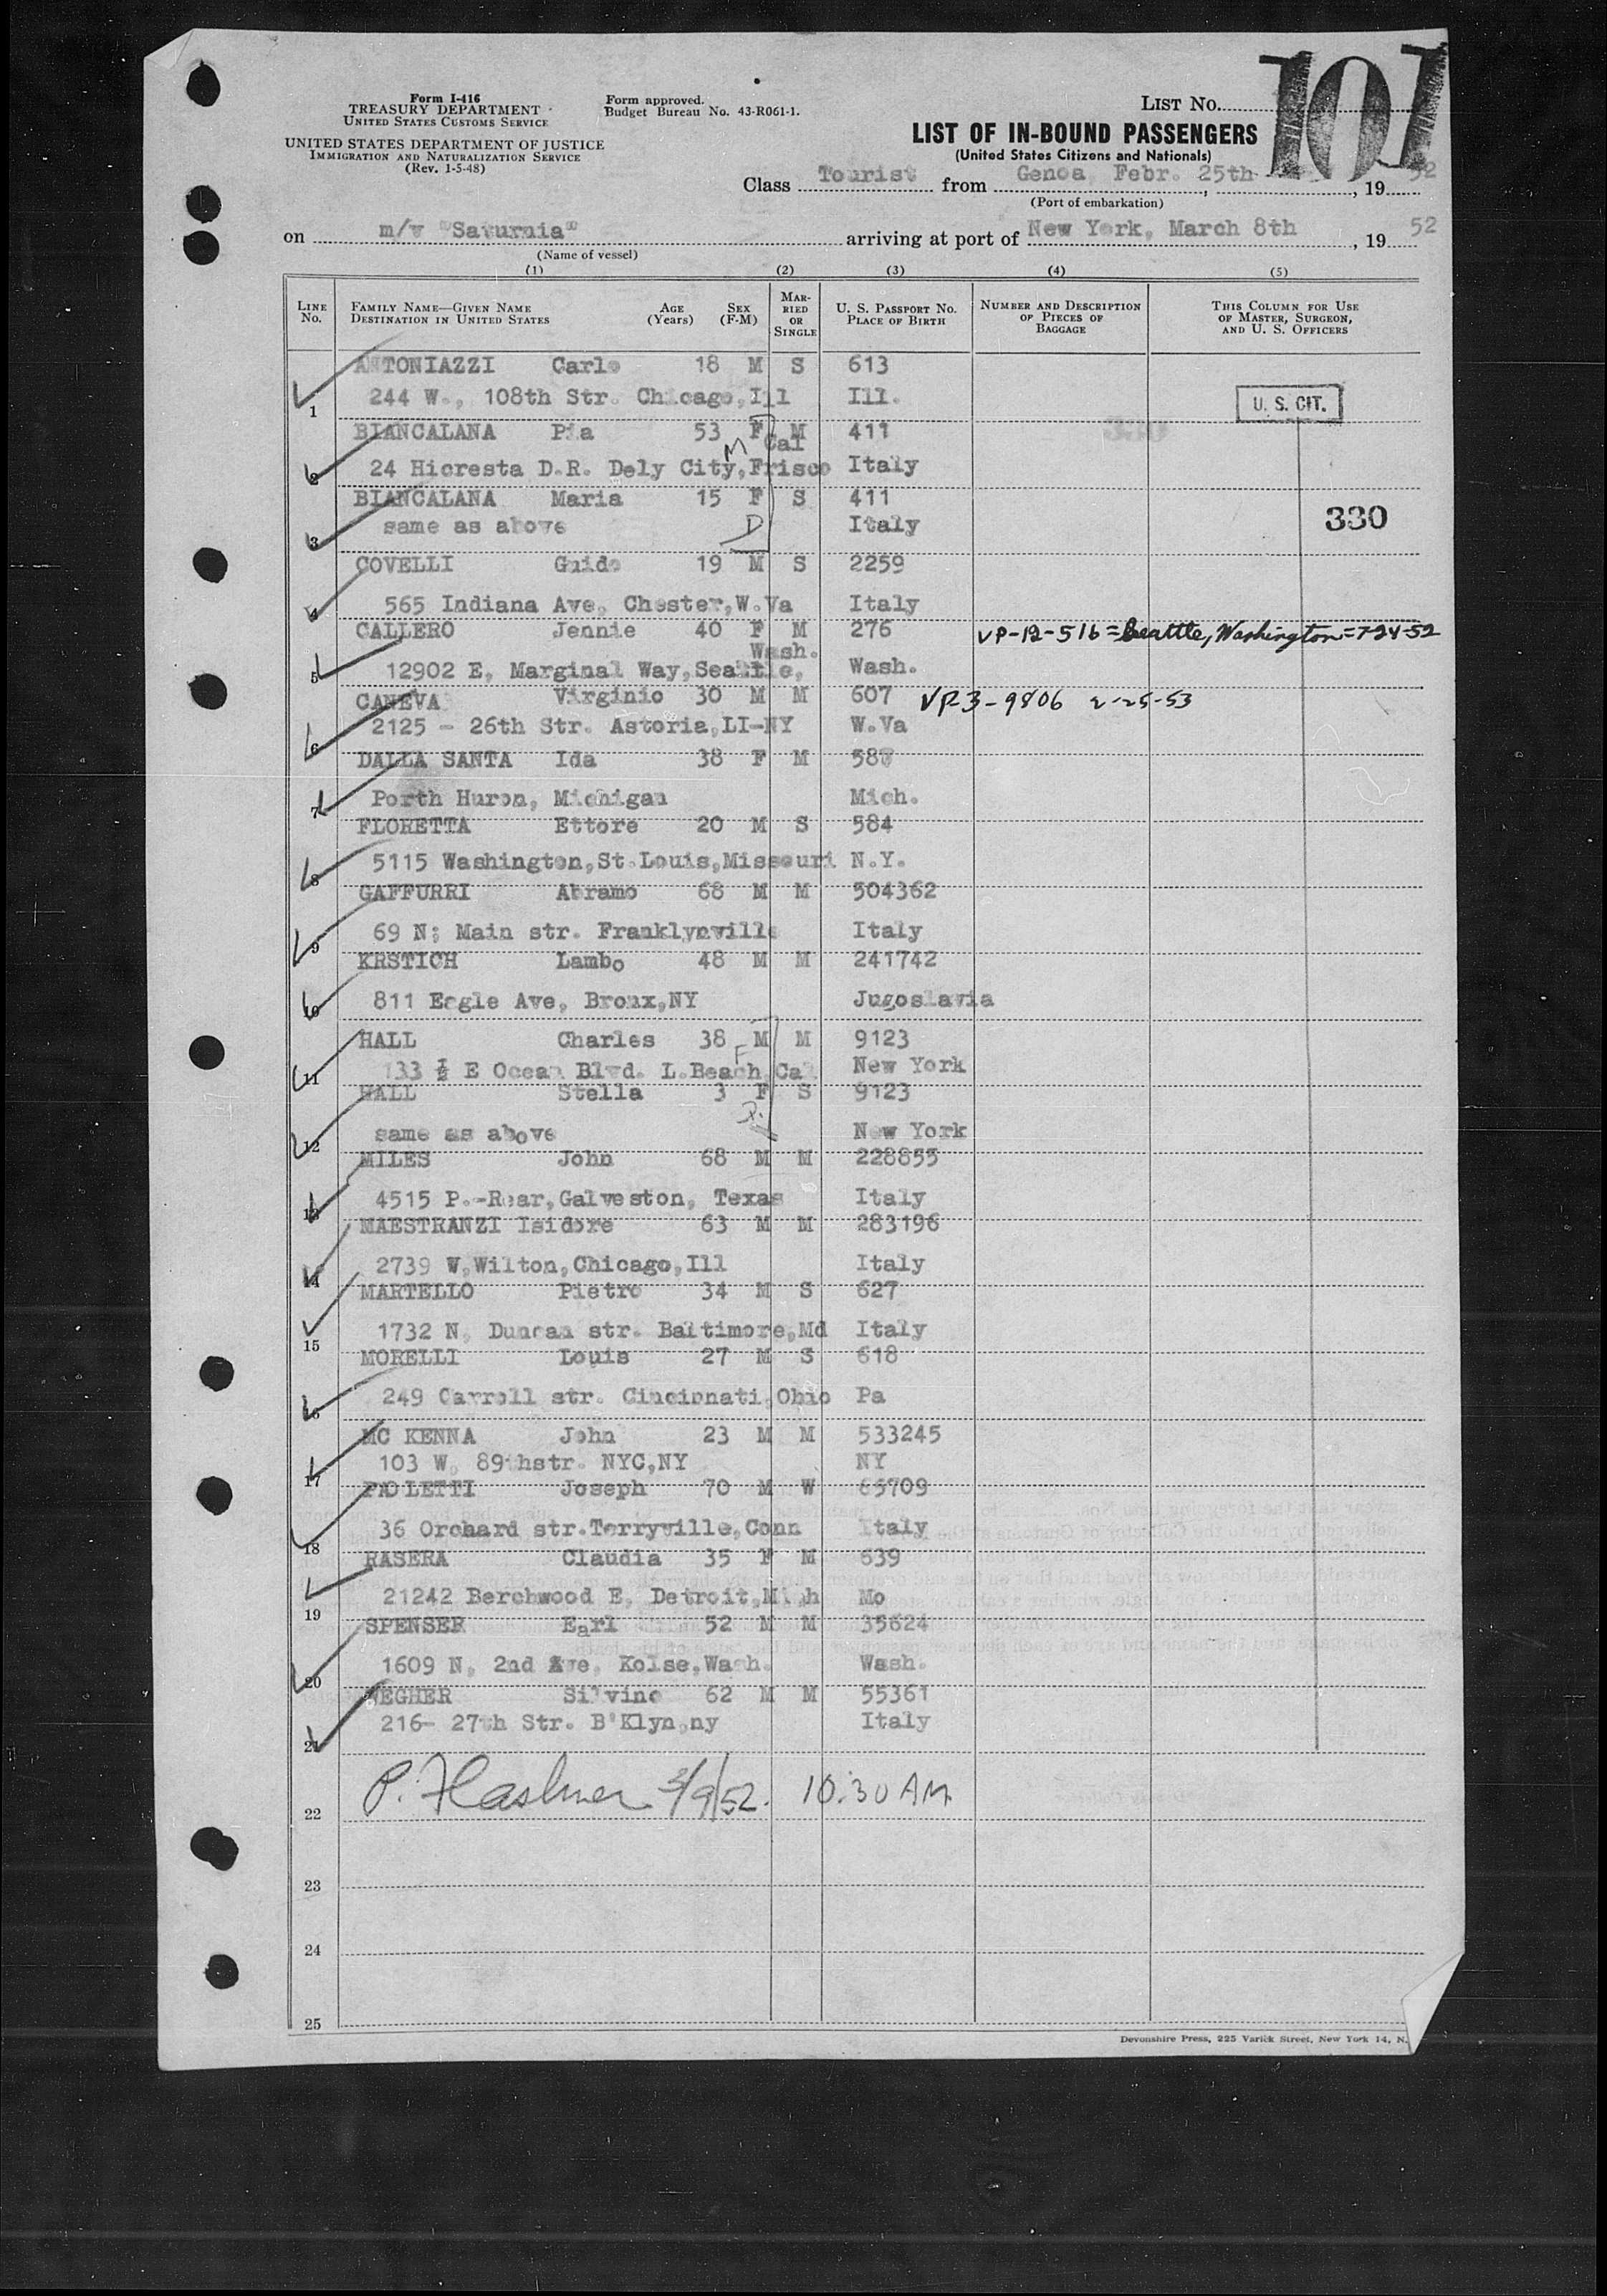 101
Form I-416
TREASURY DEPARTMENT
UNITED STATES CUSTOMS SERVICE
UNITED STATES DEPARTMENT OF JUSTICE
IMMIGRATION AND NATURALIZATION SERVICE
(Rev. 1-5-48)
Form approved.
Budget Bureau No. 43-R061-1.
LIST No.
LIST OF IN-BOUND PASSENGERS
(United States Citizens and Nationals)
Class Tourist from Genoa, Febr. 25th, 19 52
(Port of embarkation)
on m/v "Saturnia" arriving at port of New York, March 8th, 19 52
(Name of vessel)
(1) (2) (3) (4) (5)
LINE No. FAMILY NAME—GIVEN NAME DESTINATION IN UNITED STATES AGE (Years) SEX (F-M) MARRIED OR SINGLE U. S. PASSPORT No. PLACE OF BIRTH NUMBER AND DESCRIPTION OF PIECES OF BAGGAGE THIS COLUMN FOR USE OF MASTER, SURGEON, AND U. S. OFFICERS
ANTONIAZZI Carlo 18 M S 613
1 244 W., 108th Str. Chicago, Ill Ill. U. S. CIT.
BIANCALANA Pia 53 F M 411 330
M Cal
2 24 Hicresta D.R. Dely City, Frisco Italy
BIANCALANA Maria 15 F S 411
3 same as above D Italy 330
COVELLI Guido 19 M S 2259
4 565 Indiana Ave, Chester, W.Va Italy
CALLERO Jennie 40 F M 276 VP-12-516=Seattle, Washington=7-24-52
Wash.
5 12902 E, Marginal Way, Seattle, Wash.
CANEVA Virginio 30 M M 607 VP3-9806 2-25-53
6 2125 - 26th Str. Astoria, LI-NY W.Va
DALLA SANTA Ida 38 F M 587
7 Porth Huron, Michigan Mich.
FLORETTA Ettore 20 M S 584
8 5115 Washington, St.Louis, Missouri N.Y.
GAFFURRI Abramo 68 M M 504362
9 69 N; Main str. Franklynville Italy
KRSTICH Lambo 48 M M 241742
10 811 Eagle Ave, Bronx, NY Jugoslavia
HALL Charles 38 M M 9123
F
11 133 ½ E Ocean Blvd. L.Beach, Cal New York
HALL Stella 3 F S 9123
12 same as above New York
MILES John 68 M M 228855
13 4515 P.-Rear, Galveston, Texas Italy
MAESTRANZI Isidore 63 M M 283196
14 2739 W, Wilton, Chicago, Ill Italy
MARTELLO Pietro 34 M S 627
15 1732 N, Duncan str. Baltimore, Md Italy
MORELLI Louis 27 M S 618
16 249 Carroll str. Cincinnati, Ohio Pa
MC KENNA John 23 M M 533245
17 103 W, 89thstr. NYC, NY NY
PAOLETTI Joseph 70 M W 65709
18 36 Orchard str. Terryville, Conn Italy
RASERA Claudia 35 F M 639
19 21242 Berchwood E, Detroit, Mich Mo
SPENSER Earl 52 M M 35624
20 1609 N, 2nd Ave, Kolse, Wash. Wash.
NEGHER Silvino 62 M M 55361
21 216- 27th Str. B'Klyn, ny Italy
22 P. Flashner 3/9/52. 10:30 AM
23
24
25
Devonshire Press, 225 Varick Street, New York 14, N.